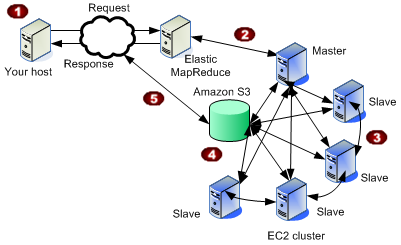 1
Request
Your host
Response
Elastic
MapReduce
2
Master
5
Amazon S3
Slave
3
4
Slave
Slave
Slave
EC2 cluster